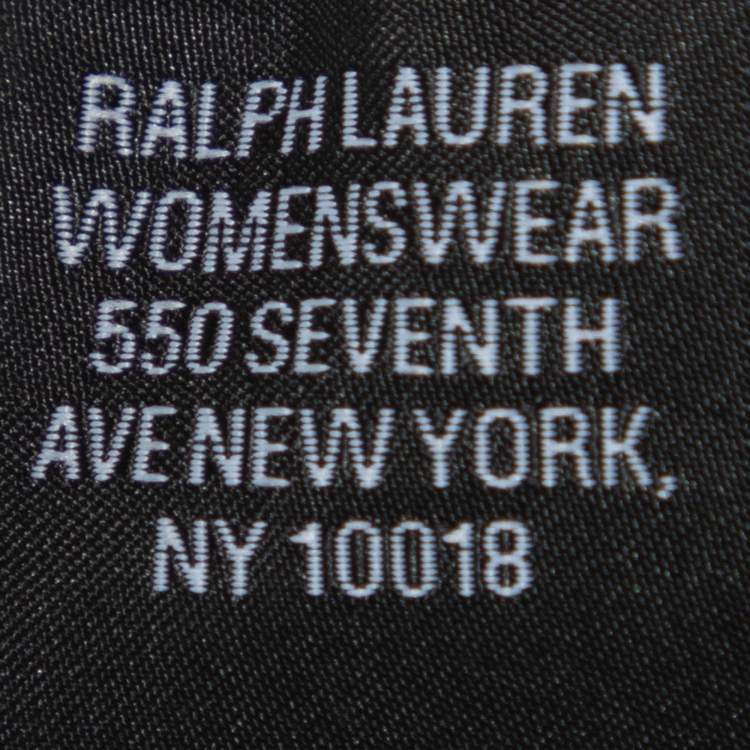 RALPH LAUREN
WOMENSWEAR
550 SEVENTH
AVE NEW YORK,
NY 10018